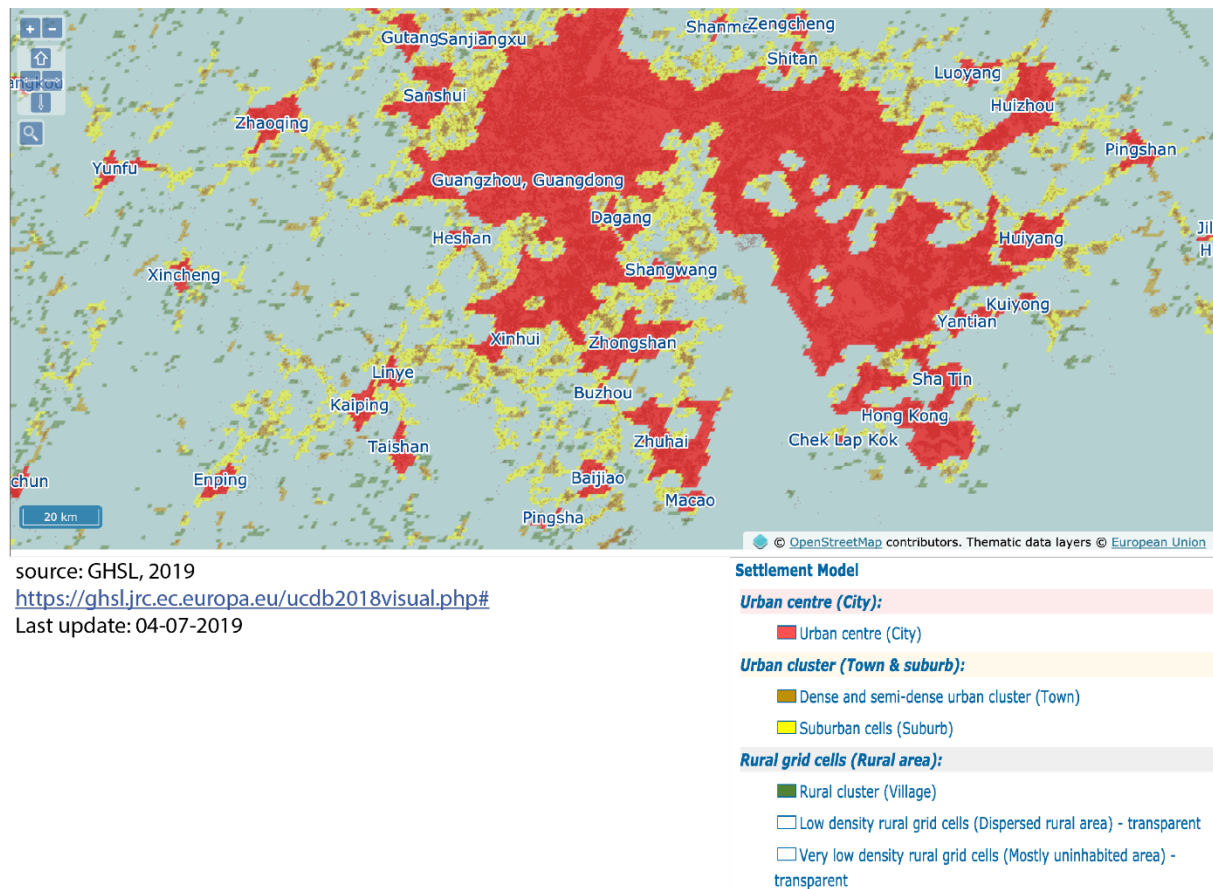 + −
Gutang
Sanjiangxu
Zengcheng
Shitan
Luoyang
Sanshui
Huizhou
Zhaoqing
Pingshan
Yunfu
Guangzhou, Guangdong
Dagang
Heshan
Huiyang
Shangwang
Xincheng
Kuiyong
Yantian
Xinhui
Zhongshan
Linye
Sha Tin
Buzhou
Kaiping
Hong Kong
Zhuhai
Chek Lap Kok
Taishan
Enping
Baijiao
Macao
Pingsha
20 km
© OpenStreetMap contributors. Thematic data layers © European Union
source: GHSL, 2019
https://ghsl.jrc.ec.europa.eu/ucdb2018visual.php#
Last update: 04-07-2019
Settlement Model
Urban centre (City):
Urban centre (City)
Urban cluster (Town & suburb):
Dense and semi-dense urban cluster (Town)
Suburban cells (Suburb)
Rural grid cells (Rural area):
Rural cluster (Village)
Low density rural grid cells (Dispersed rural area) - transparent
Very low density rural grid cells (Mostly uninhabited area) -
transparent